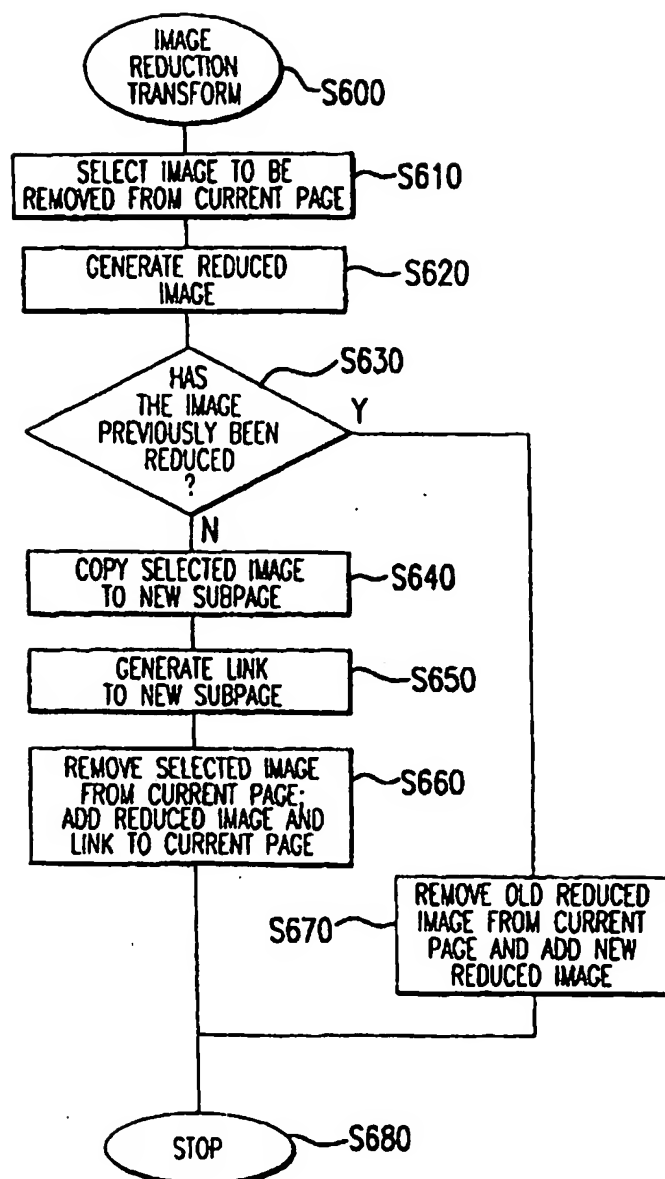 IMAGE
REDUCTION
TRANSFORM
S600
SELECT IMAGE TO BE
REMOVED FROM CURRENT PAGE
S610
GENERATE REDUCED
IMAGE
S620
S630
HAS
THE IMAGE
PREVIOUSLY BEEN
REDUCED
?
Y
N
COPY SELECTED IMAGE
TO NEW SUBPAGE
S640
GENERATE LINK
TO NEW SUBPAGE
S650
REMOVE SELECTED IMAGE
FROM CURRENT PAGE;
ADD REDUCED IMAGE AND
LINK TO CURRENT PAGE
S660
REMOVE OLD REDUCED
IMAGE FROM CURRENT
PAGE AND ADD NEW
REDUCED IMAGE
S670
STOP
S680